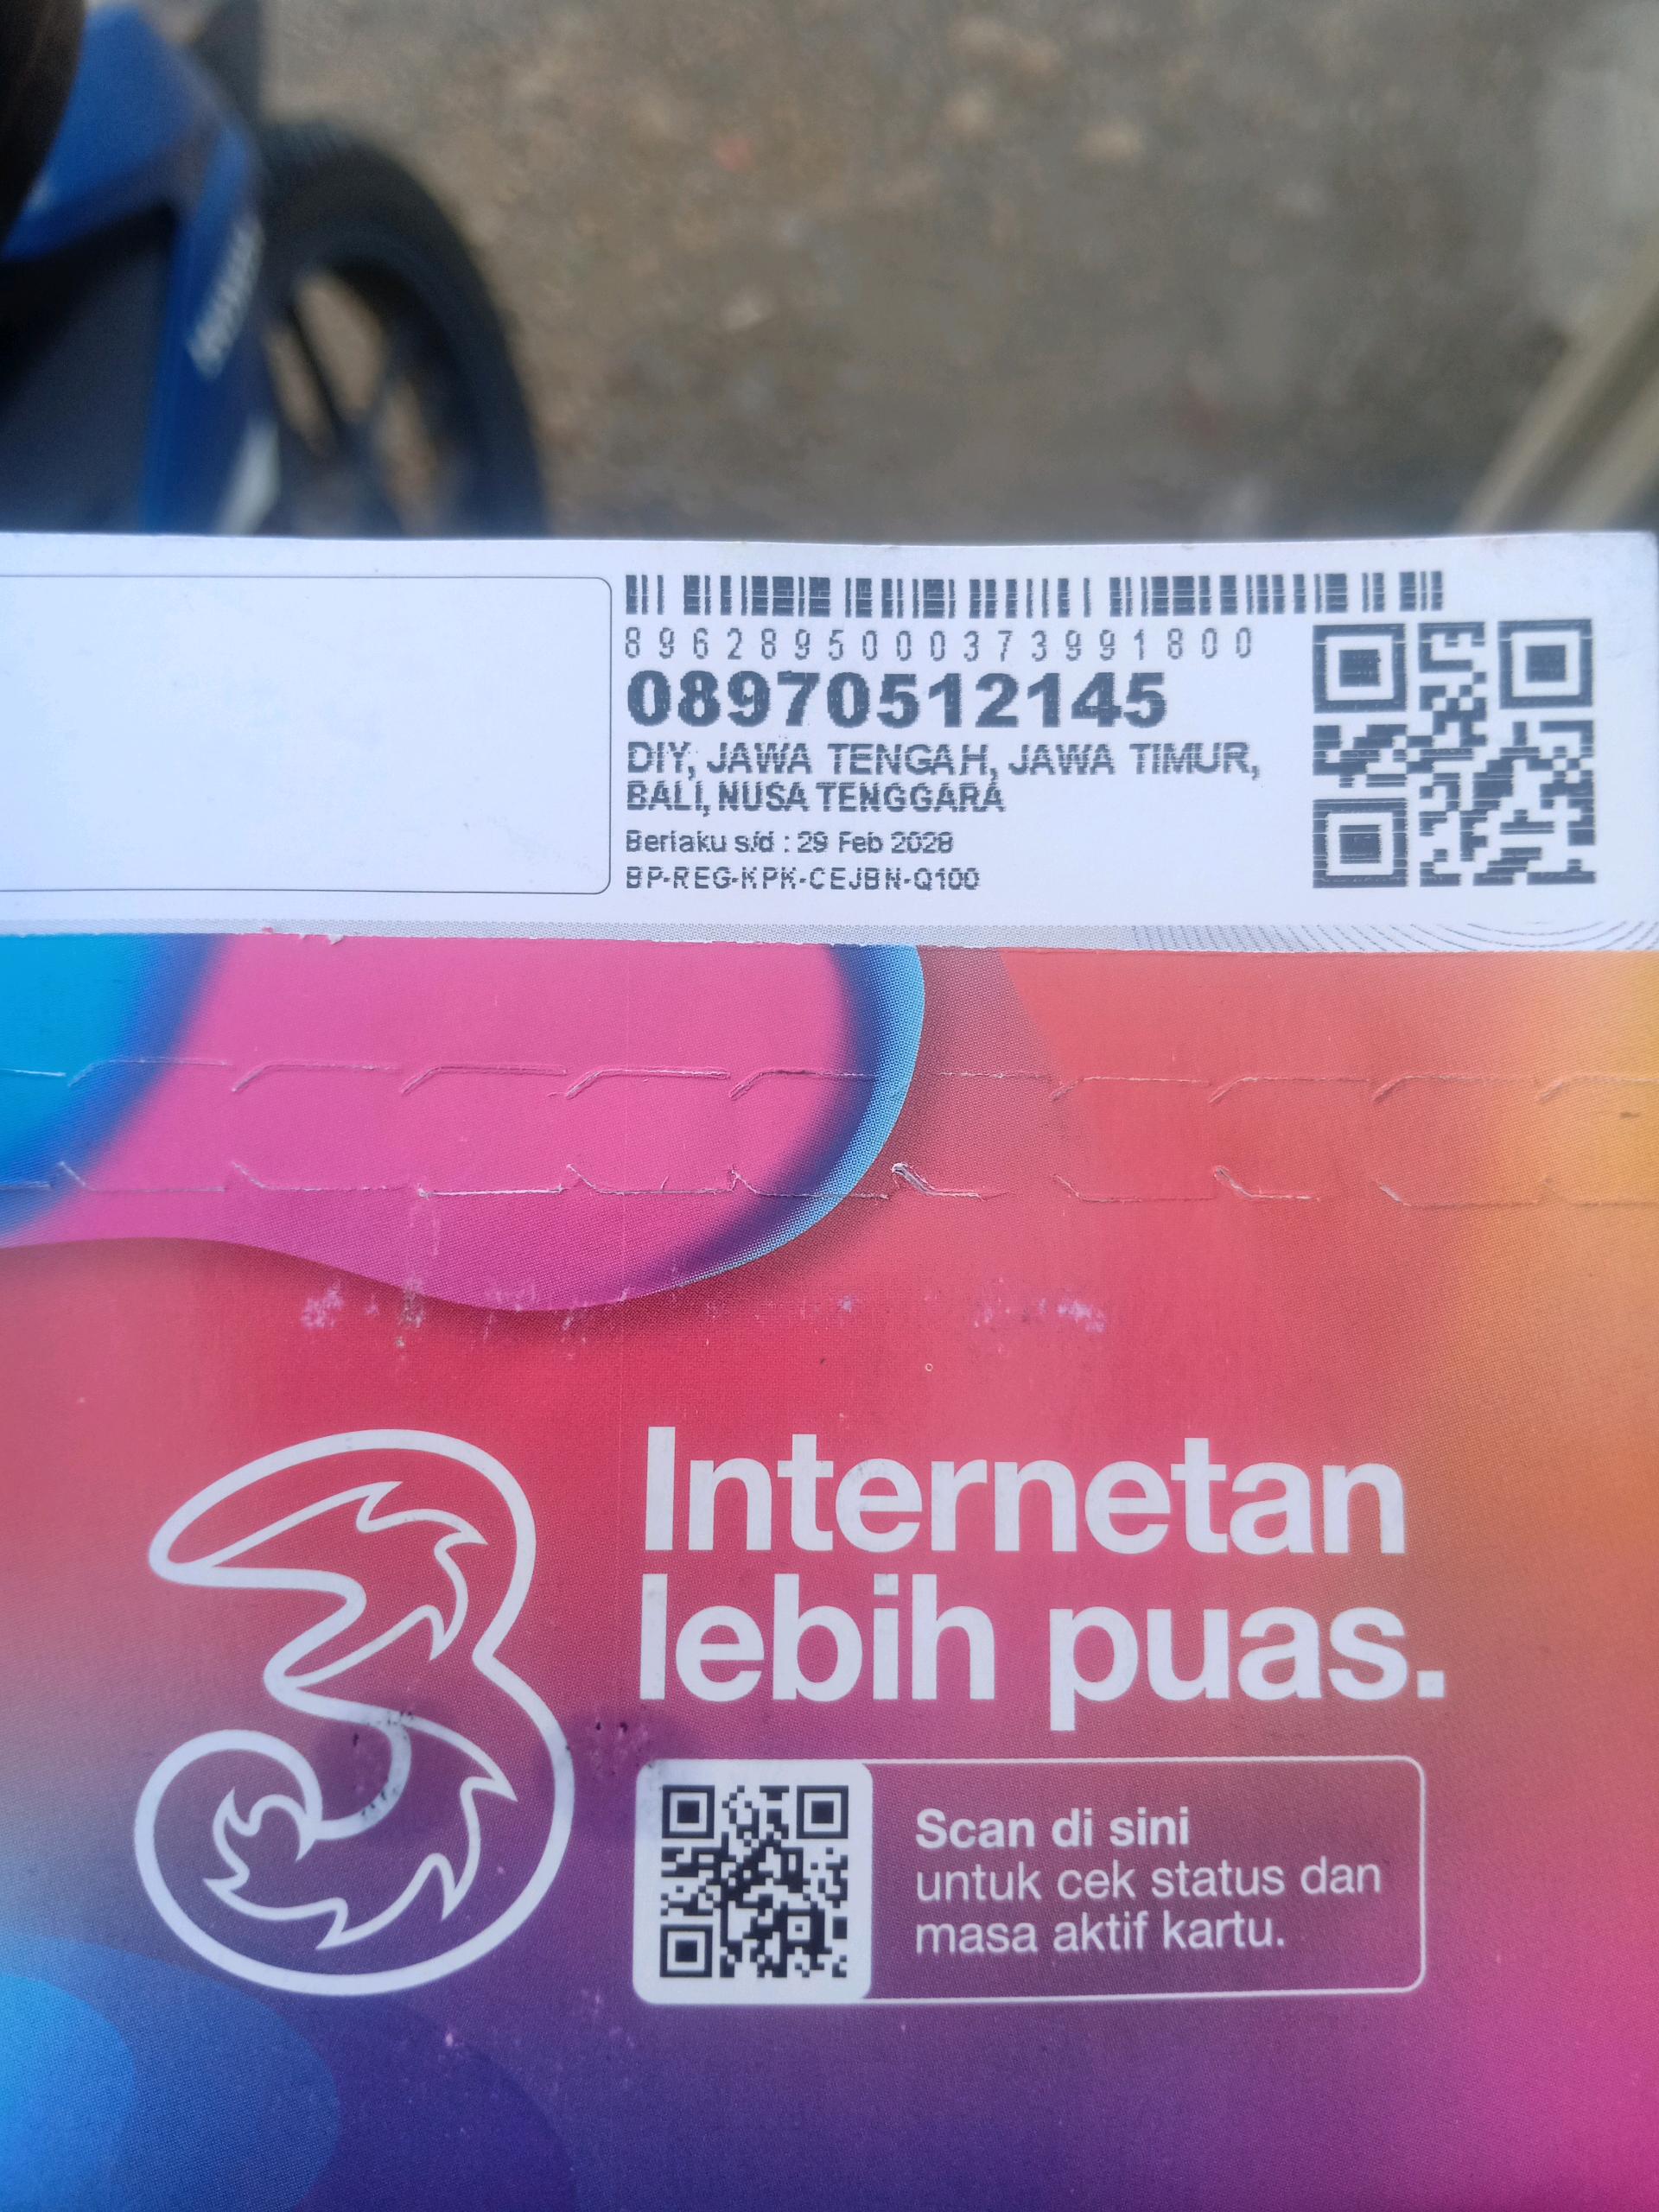 8962895000373991800
08970512145
DIY, JAWA TENGAH, JAWA TIMUR,
BALI, NUSA TENGGARA
Berlaku s/d : 29 Feb 2028
BP-REG-KPK-CEJBN-Q100
3
Internetan
lebih puas.
Scan di sini
untuk cek status dan
masa aktif kartu.